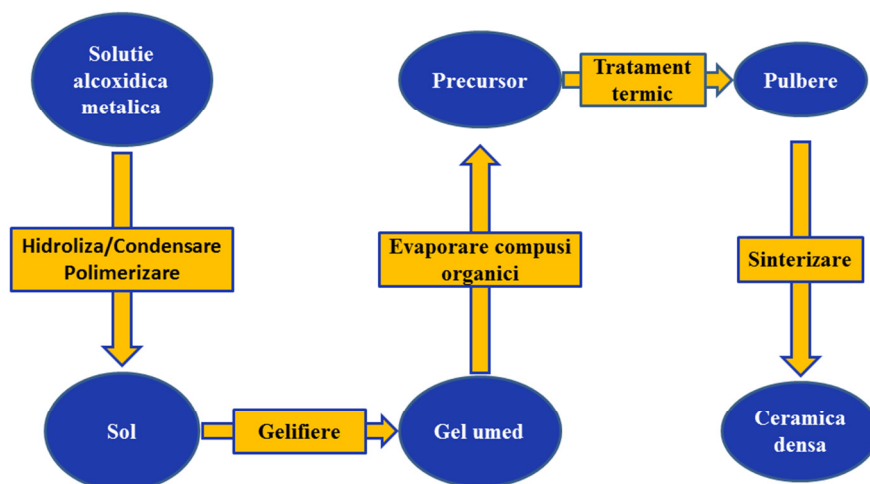 Solutie
alcoxidica
metalica
Hidroliza/Condensare
Polimerizare
Sol
Gelifiere
Gel umed
Evaporare compusi
organici
Precursor
Tratament
termic
Pulbere
Sinterizare
Ceramica
densa